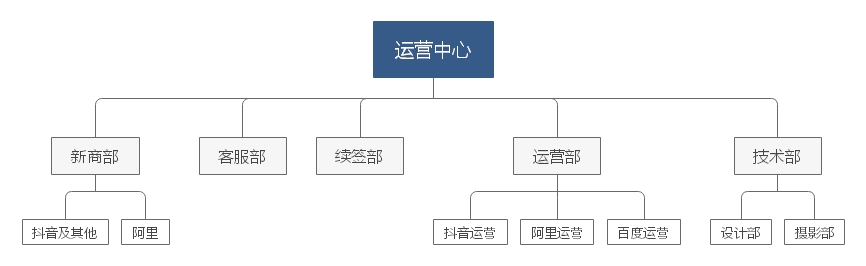 运营中心
新商部
客服部
续签部
运营部
技术部
抖音及其他
阿里
抖音运营
阿里运营
百度运营
设计部
摄影部